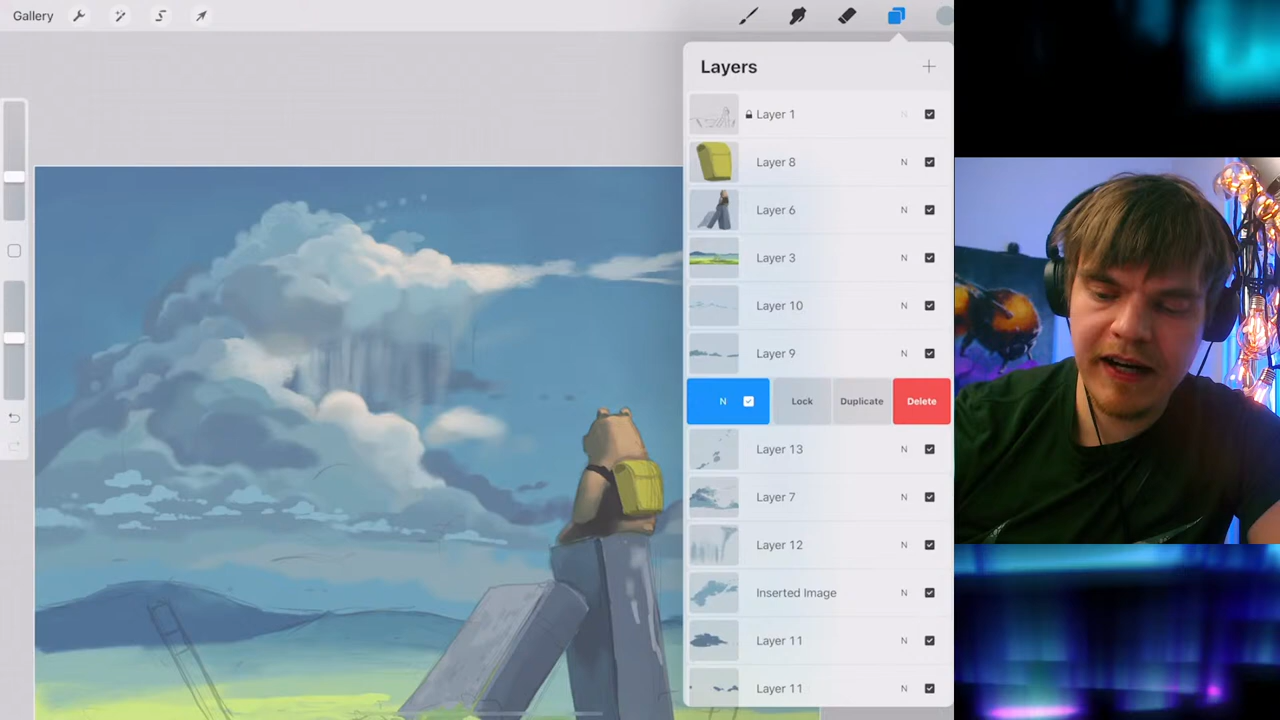 Gallery
Layers
Layer 1 N
Layer 8 N
Layer 6 N
Layer 3 N
Layer 10 N
Layer 9 N
N Lock Duplicate Delete
Layer 13 N
Layer 7 N
Layer 12 N
Inserted Image N
Layer 11 N
Layer 11 N